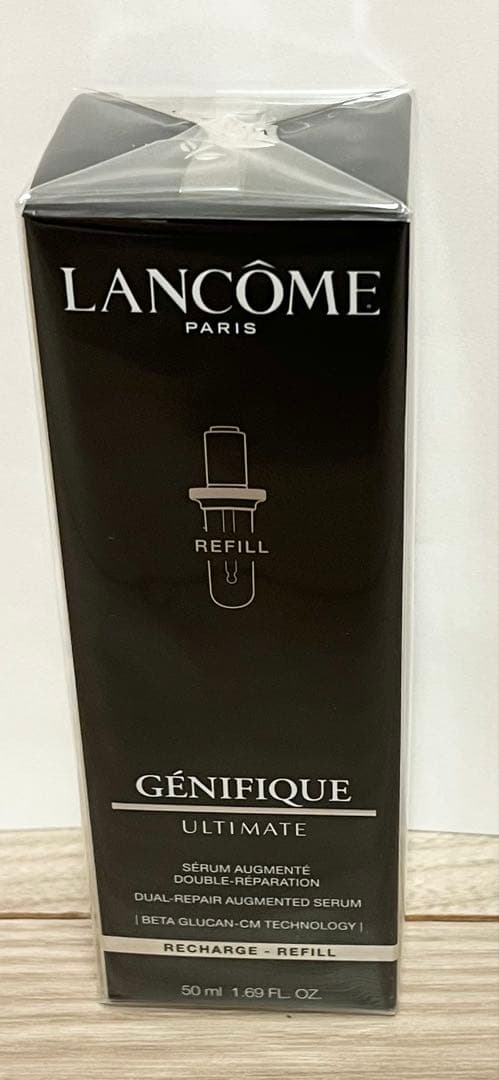 LANCÔME
PARIS
REFILL
GÉNIFIQUE
ULTIMATE
SÉRUM AUGMENTÉ
DOUBLE-RÉPARATION
DUAL-REPAIR AUGMENTED SERUM
| BETA GLUCAN-CM TECHNOLOGY |
RECHARGE - REFILL
50 ml 1.69 FL. OZ.